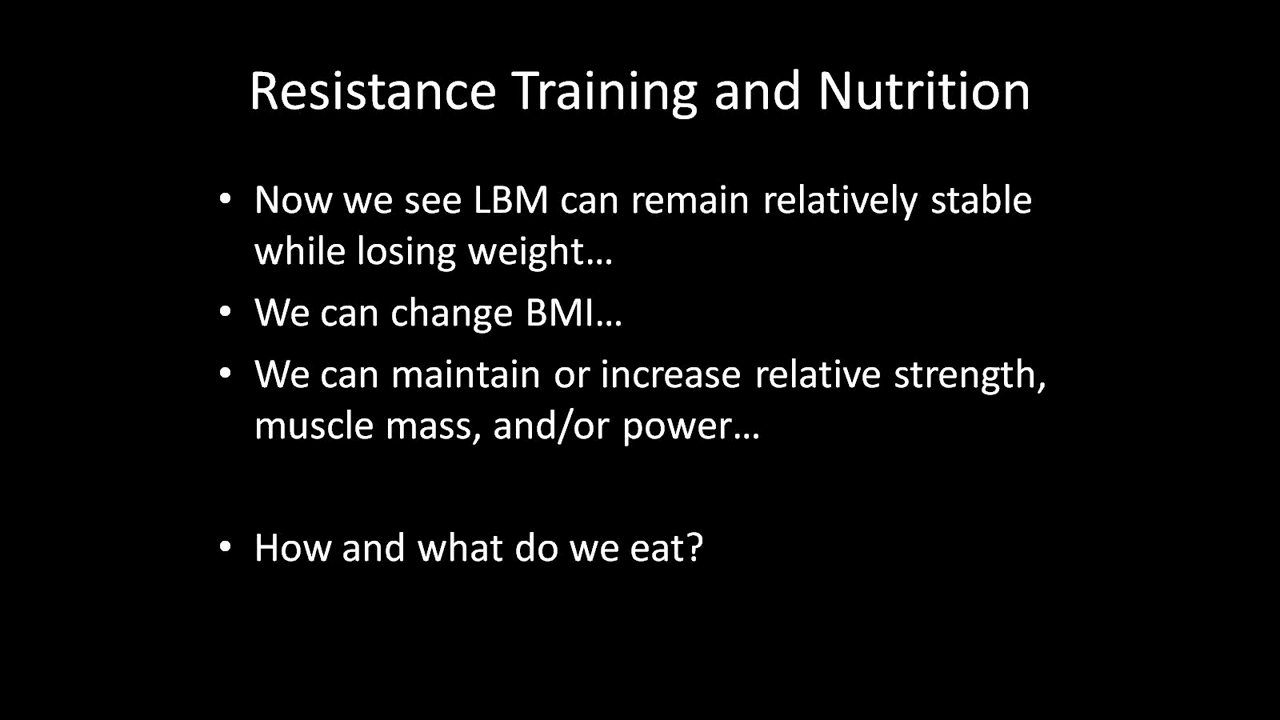 Resistance Training and Nutrition
• Now we see LBM can remain relatively stable
while losing weight...
• We can change BMI...
• We can maintain or increase relative strength,
muscle mass, and/or power...
• How and what do we eat?